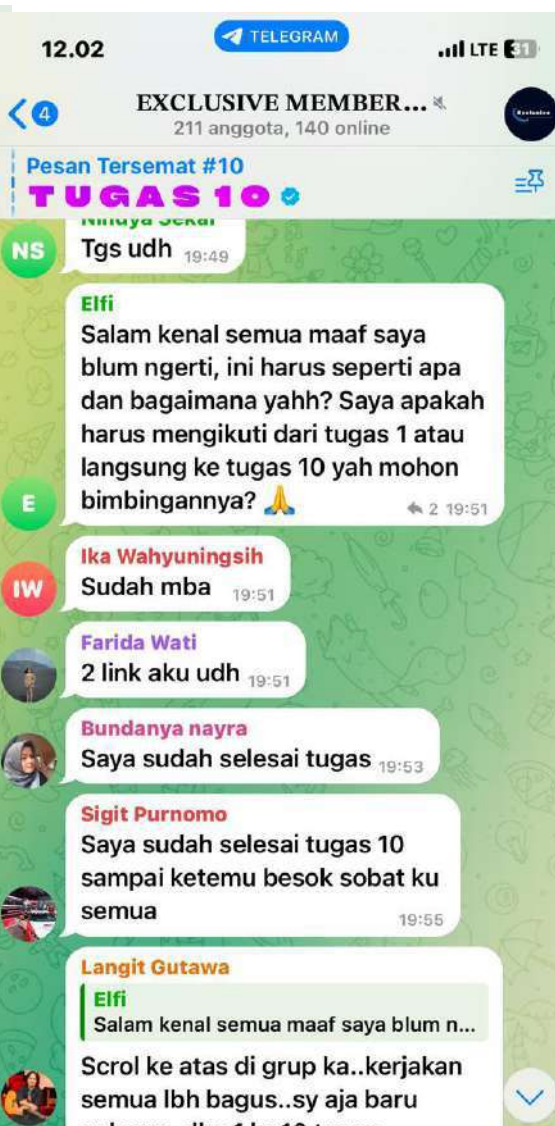 12.02
TELEGRAM
LTE 31
4
EXCLUSIVE MEMBER...
211 anggota, 140 online
Exclusive
Pesan Tersemat #10
TUGAS 10
Nindya Sekar
NS
Tgs udh 19:49
Elfi
Salam kenal semua maaf saya
blum ngerti, ini harus seperti apa
dan bagaimana yahh? Saya apakah
harus mengikuti dari tugas 1 atau
langsung ke tugas 10 yah mohon
bimbingannya? 🙏
2 19:51
E
Ika Wahyuningsih
IW
Sudah mba 19:51
Farida Wati
2 link aku udh 19:51
Bundanya nayra
Saya sudah selesai tugas 19:53
Sigit Purnomo
Saya sudah selesai tugas 10
sampai ketemu besok sobat ku
semua 19:55
Langit Gutawa
Elfi
Salam kenal semua maaf saya blum n...
Scrol ke atas di grup ka..kerjakan
semua lbh bagus..sy aja baru